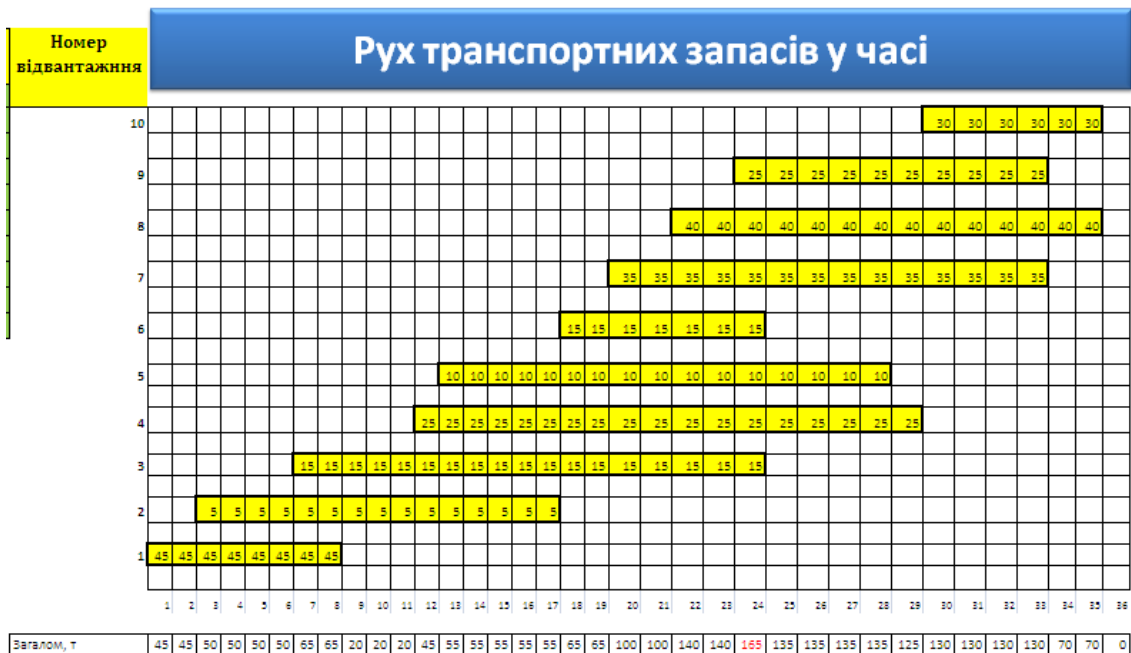 Номер
відвантажння
Рух транспортних запасів у часі
10 30 30 30 30 30 30
9 25 25 25 25 25 25 25 25 25 25
8 40 40 40 40 40 40 40 40 40 40 40 40 40 40
7 35 35 35 35 35 35 35 35 35 35 35 35 35 35
6 15 15 15 15 15 15 15
5 10 10 10 10 10 10 10 10 10 10 10 10 10 10 10 10
4 25 25 25 25 25 25 25 25 25 25 25 25 25 25 25 25 25 25
3 15 15 15 15 15 15 15 15 15 15 15 15 15 15 15 15 15 15
2 5 5 5 5 5 5 5 5 5 5 5 5 5 5 5
1 45 45 45 45 45 45 45 45
1 2 3 4 5 6 7 8 9 10 11 12 13 14 15 16 17 18 19 20 21 22 23 24 25 26 27 28 29 30 31 32 33 34 35 36
Загалом, т 45 45 50 50 50 50 65 65 20 20 20 45 55 55 55 55 55 65 65 100 100 140 140 165 135 135 135 135 125 130 130 130 130 70 70 0